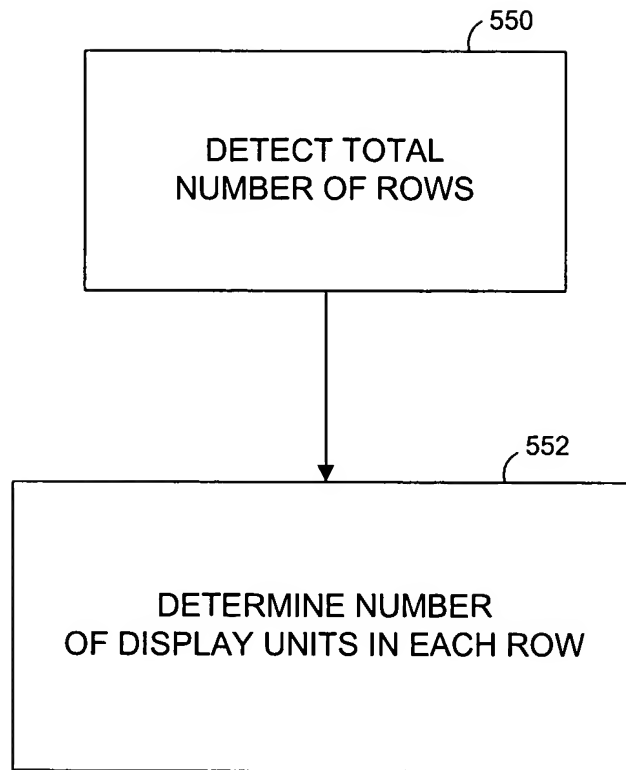 550
DETECT TOTAL
NUMBER OF ROWS
552
DETERMINE NUMBER
OF DISPLAY UNITS IN EACH ROW